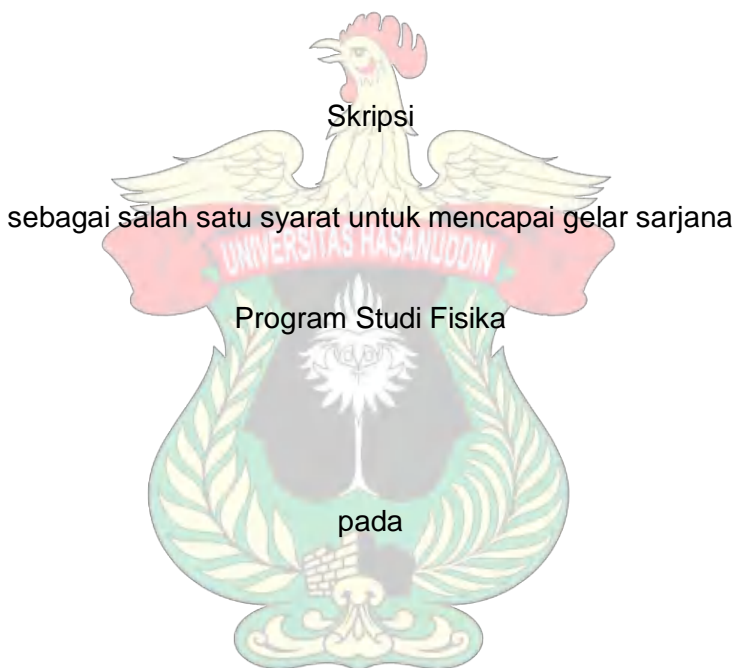 Skripsi
sebagai salah satu syarat untuk mencapai gelar sarjana
UNIVERSITAS HASANUDDIN
Program Studi Fisika
pada